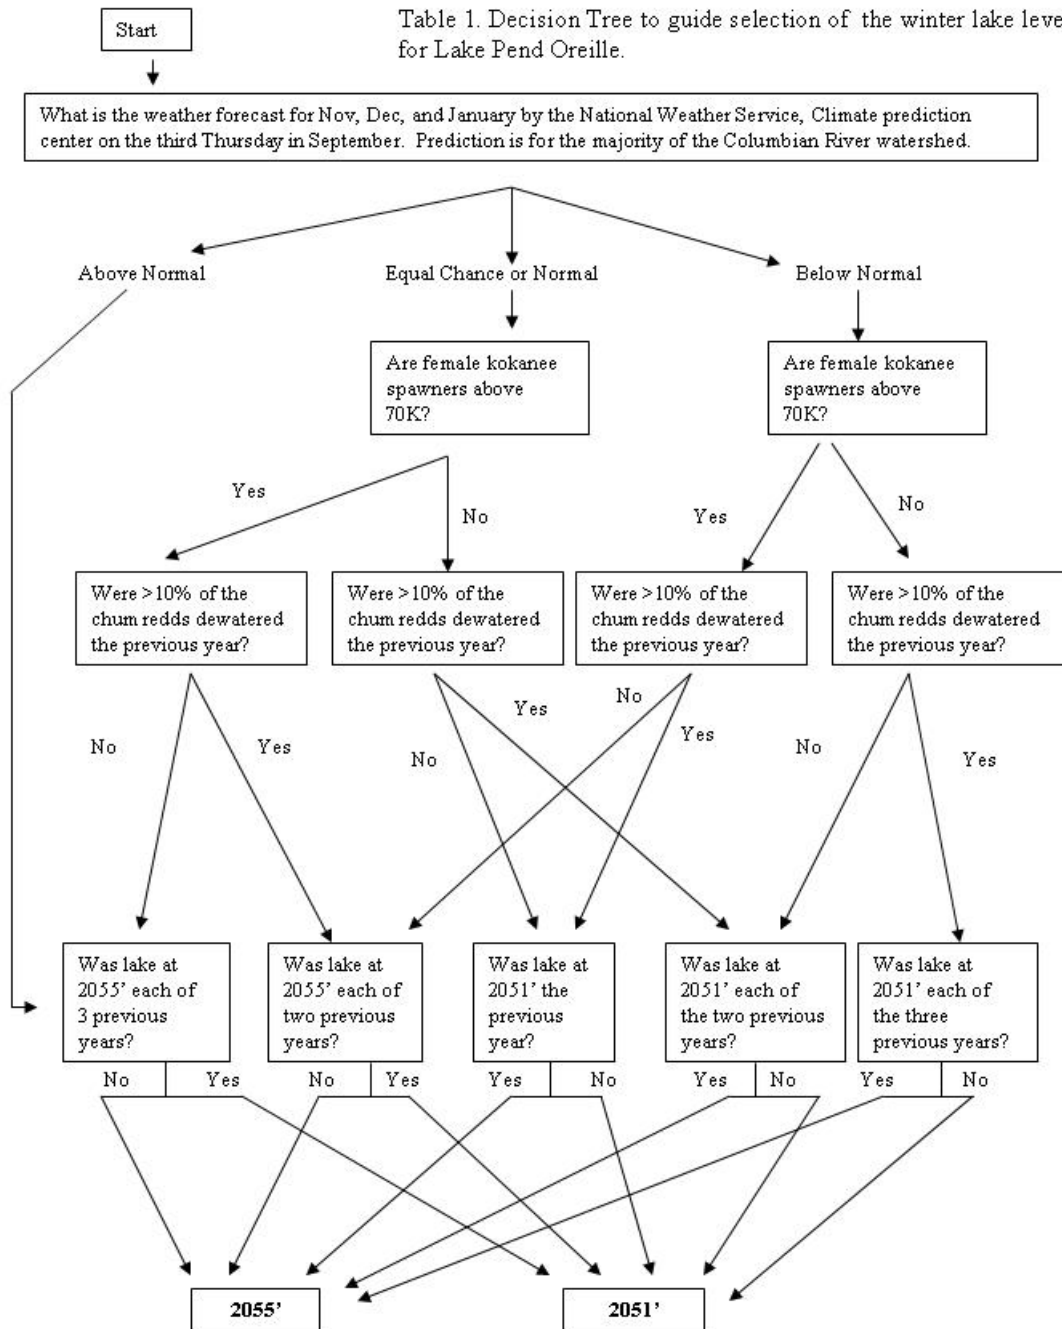 Start
Table 1. Decision Tree to guide selection of the winter lake leve
for Lake Pend Oreille.
What is the weather forecast for Nov, Dec, and January by the National Weather Service, Climate prediction
center on the third Thursday in September. Prediction is for the majority of the Columbian River watershed.
Above Normal
Equal Chance or Normal
Below Normal
Are female kokanee
spawners above
70K?
Are female kokanee
spawners above
70K?
Yes
No
Yes
No
Were >10% of the
chum redds dewatered
the previous year?
Were >10% of the
chum redds dewatered
the previous year?
Were >10% of the
chum redds dewatered
the previous year?
Were >10% of the
chum redds dewatered
the previous year?
No
Yes
No
Yes
No
Yes
No
Yes
Was lake at
2055' each of
3 previous
years?
Was lake at
2055' each of
two previous
years?
Was lake at
2051' the
previous
year?
Was lake at
2051' each of
the two previous
years?
Was lake at
2051' each of
the three
previous years?
No Yes
No Yes
Yes No
Yes No
Yes No
2055'
2051'